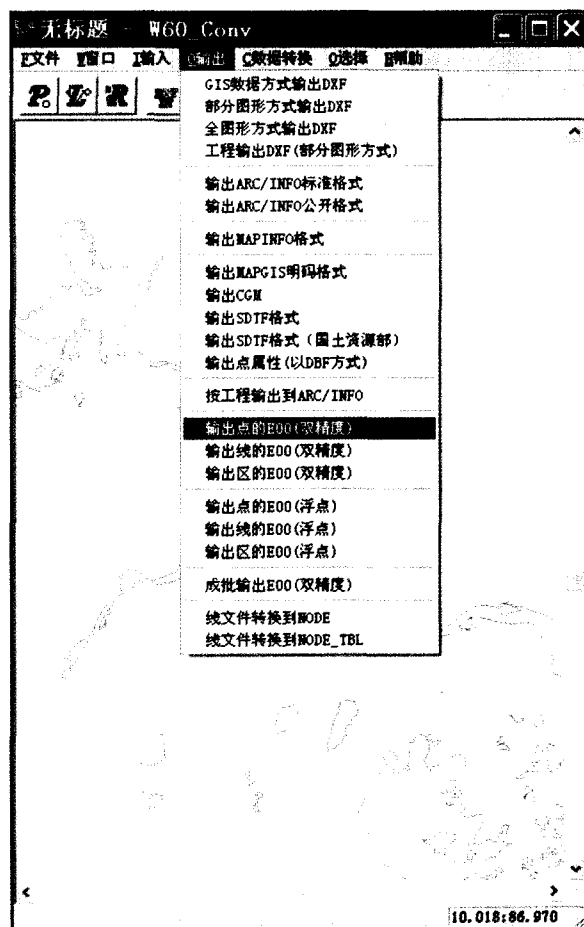 无标题 - W60_Conv
F文件 W窗口 I输入 O输出 C数据转换 Q选择 H帮助
GIS数据方式输出DXF
部分图形方式输出DXF
全图形方式输出DXF
工程输出DXF(部分图形方式)
输出ARC/INFO标准格式
输出ARC/INFO公开格式
输出MAPINFO格式
输出MAPGIS明码格式
输出CGM
输出SDTF格式
输出SDTF格式（国土资源部）
输出点属性(以DBF方式)
按工程输出到ARC/INFO
输出点的E00(双精度)
输出线的E00(双精度)
输出区的E00(双精度)
输出点的E00(浮点)
输出线的E00(浮点)
输出区的E00(浮点)
成批输出E00(双精度)
线文件转换到NODE
线文件转换到NODE_TBL
10.018:86.970